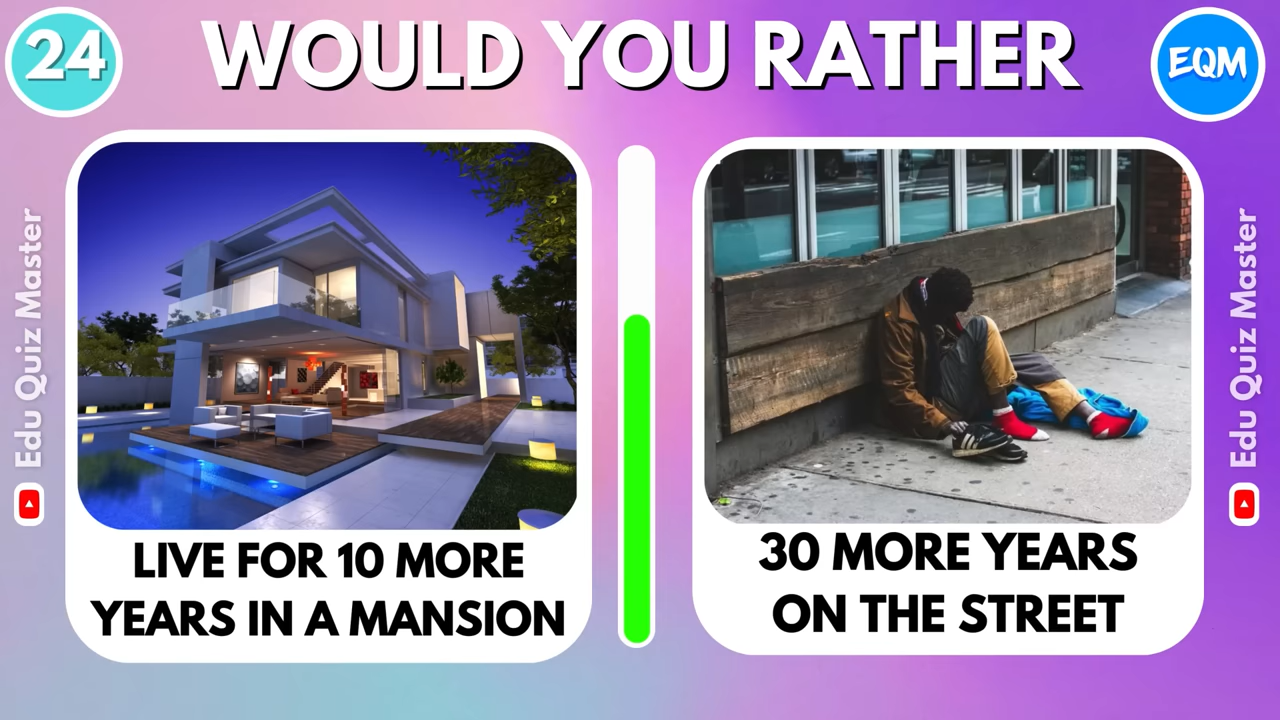 24
WOULD YOU RATHER
EQM
Edu Quiz Master
LIVE FOR 10 MORE
YEARS IN A MANSION
30 MORE YEARS
ON THE STREET
Edu Quiz Master